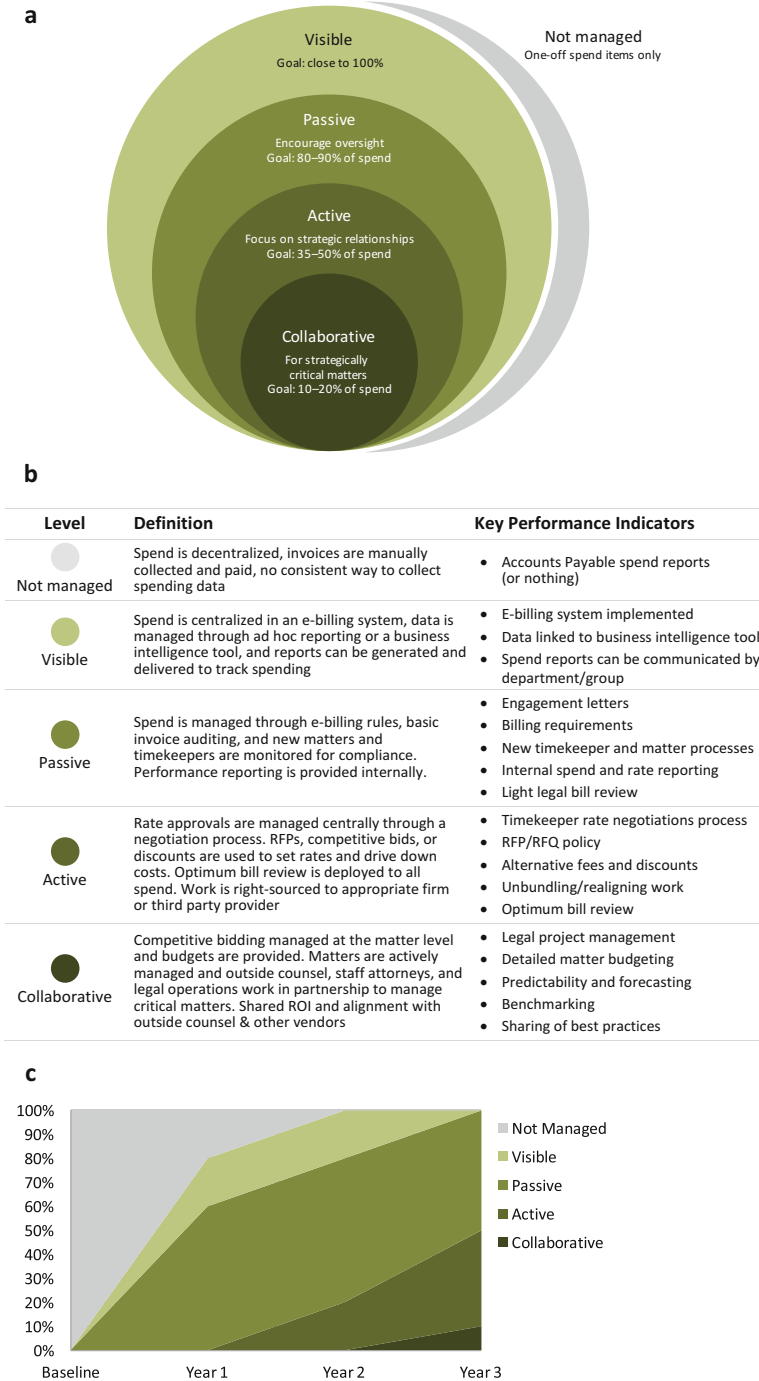 a
Visible
Goal: close to 100%
Not managed
One-off spend items only
Passive
Encourage oversight
Goal: 80–90% of spend
Active
Focus on strategic relationships
Goal: 35–50% of spend
Collaborative
For strategically
critical matters
Goal: 10–20% of spend
b
Level Definition Key Performance Indicators
Not managed
Spend is decentralized, invoices are manually
collected and paid, no consistent way to collect
spending data
• Accounts Payable spend reports
(or nothing)
Visible
Spend is centralized in an e-billing system, data is
managed through ad hoc reporting or a business
intelligence tool, and reports can be generated and
delivered to track spending
• E-billing system implemented
• Data linked to business intelligence tool
• Spend reports can be communicated by
department/group
Passive
Spend is managed through e-billing rules, basic
invoice auditing, and new matters and
timekeepers are monitored for compliance.
Performance reporting is provided internally.
• Engagement letters
• Billing requirements
• New timekeeper and matter processes
• Internal spend and rate reporting
• Light legal bill review
Active
Rate approvals are managed centrally through a
negotiation process. RFPs, competitive bids, or
discounts are used to set rates and drive down
costs. Optimum bill review is deployed to all
spend. Work is right-sourced to appropriate firm
or third party provider
• Timekeeper rate negotiations process
• RFP/RFQ policy
• Alternative fees and discounts
• Unbundling/realigning work
• Optimum bill review
Collaborative
Competitive bidding managed at the matter level
and budgets are provided. Matters are actively
managed and outside counsel, staff attorneys, and
legal operations work in partnership to manage
critical matters. Shared ROI and alignment with
outside counsel & other vendors
• Legal project management
• Detailed matter budgeting
• Predictability and forecasting
• Benchmarking
• Sharing of best practices
c
100%
90%
80%
70%
60%
50%
40%
30%
20%
10%
0%
Baseline Year 1 Year 2 Year 3
Not Managed
Visible
Passive
Active
Collaborative